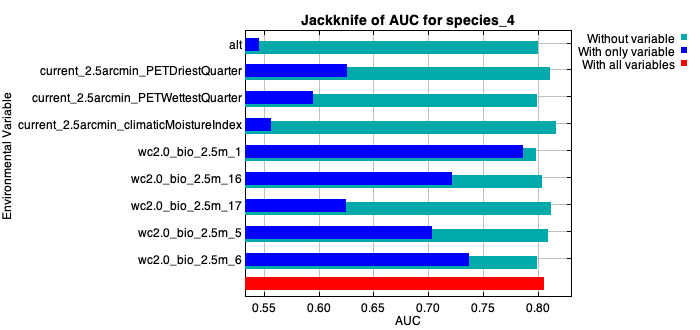 Jackknife of AUC for species_4
Environmental Variable
alt
current_2.5arcmin_PETDriestQuarter
current_2.5arcmin_PETWettestQuarter
current_2.5arcmin_climaticMoistureIndex
wc2.0_bio_2.5m_1
wc2.0_bio_2.5m_16
wc2.0_bio_2.5m_17
wc2.0_bio_2.5m_5
wc2.0_bio_2.5m_6
0.55 0.60 0.65 0.70 0.75 0.80
AUC
Without variable
With only variable
With all variables